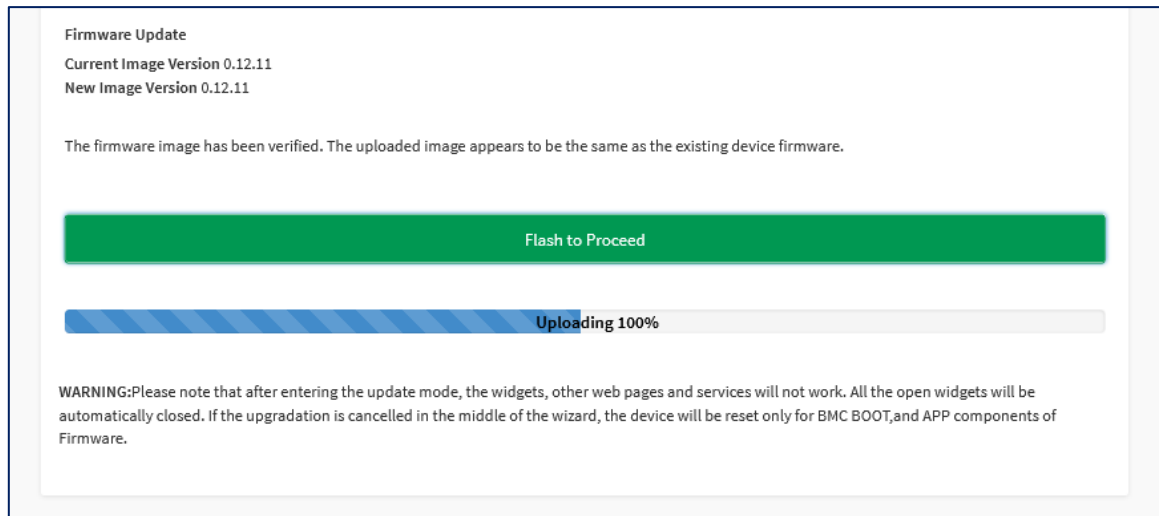 Firmware Update
Current Image Version 0.12.11
New Image Version 0.12.11
The firmware image has been verified. The uploaded image appears to be the same as the existing device firmware.
Flash to Proceed
Uploading 100%
WARNING:Please note that after entering the update mode, the widgets, other web pages and services will not work. All the open widgets will be
automatically closed. If the upgradation is cancelled in the middle of the wizard, the device will be reset only for BMC BOOT,and APP components of
Firmware.